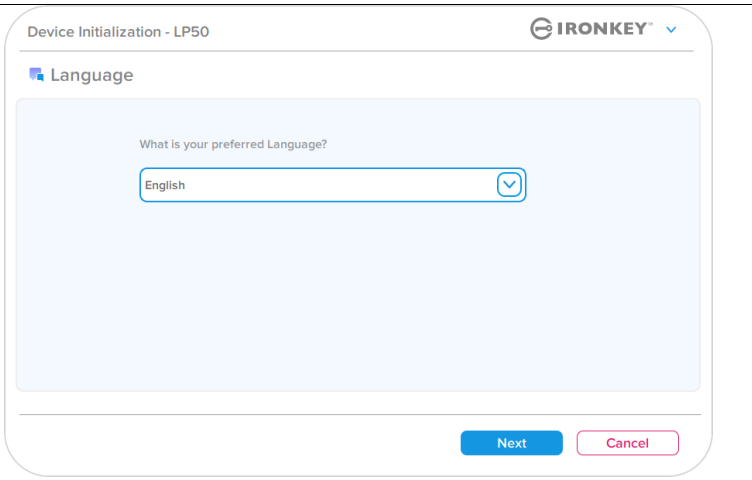 Device Initialization - LP50
IRONKEY™
Language
What is your preferred Language?
English
Next
Cancel